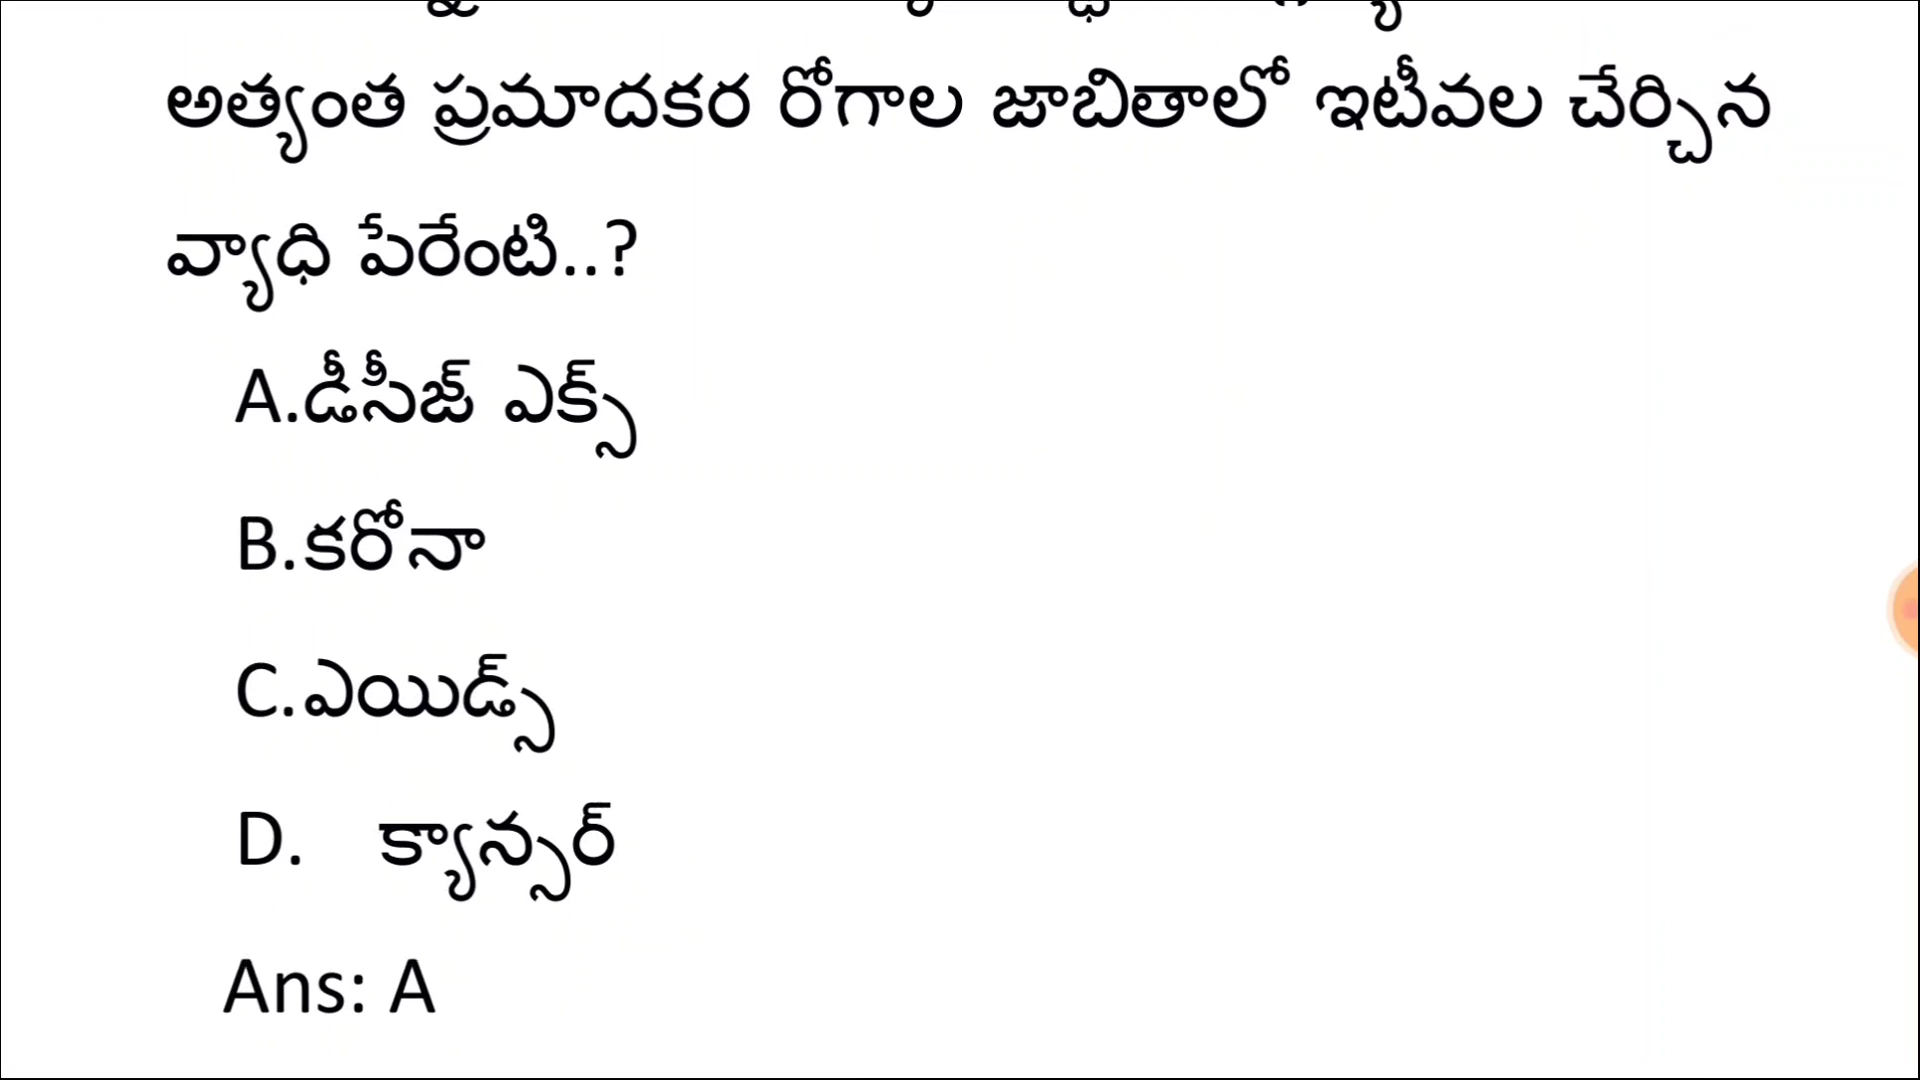 అత్యంత ప్రమాదకర రోగాల జాబితాలో ఇటీవల చేర్చిన
వ్యాధి పేరేంటి..?
A.డీసీజ్ ఎక్స్
B.కరోనా
C.ఎయిడ్స్
D. క్యాన్సర్
Ans: A